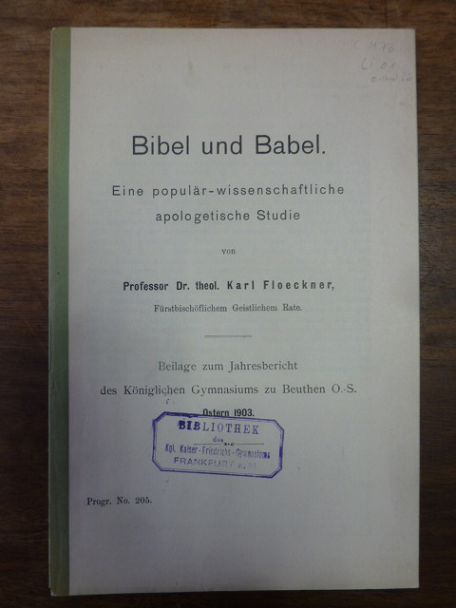 Bibel und Babel.
Eine populär-wissenschaftliche
apologetische Studie
von
Professor Dr. theol. Karl Floeckner,
Fürstbischöflichem Geistlichem Rate.
Beilage zum Jahresbericht
des Königlichen Gymnasiums zu Beuthen O.-S.
Ostern 1903.
BIBLIOTHEK
des
Kgl. Kaiser-Friedrichs-Gymnasiums
FRANKFURT a. M.
Progr. No. 205.